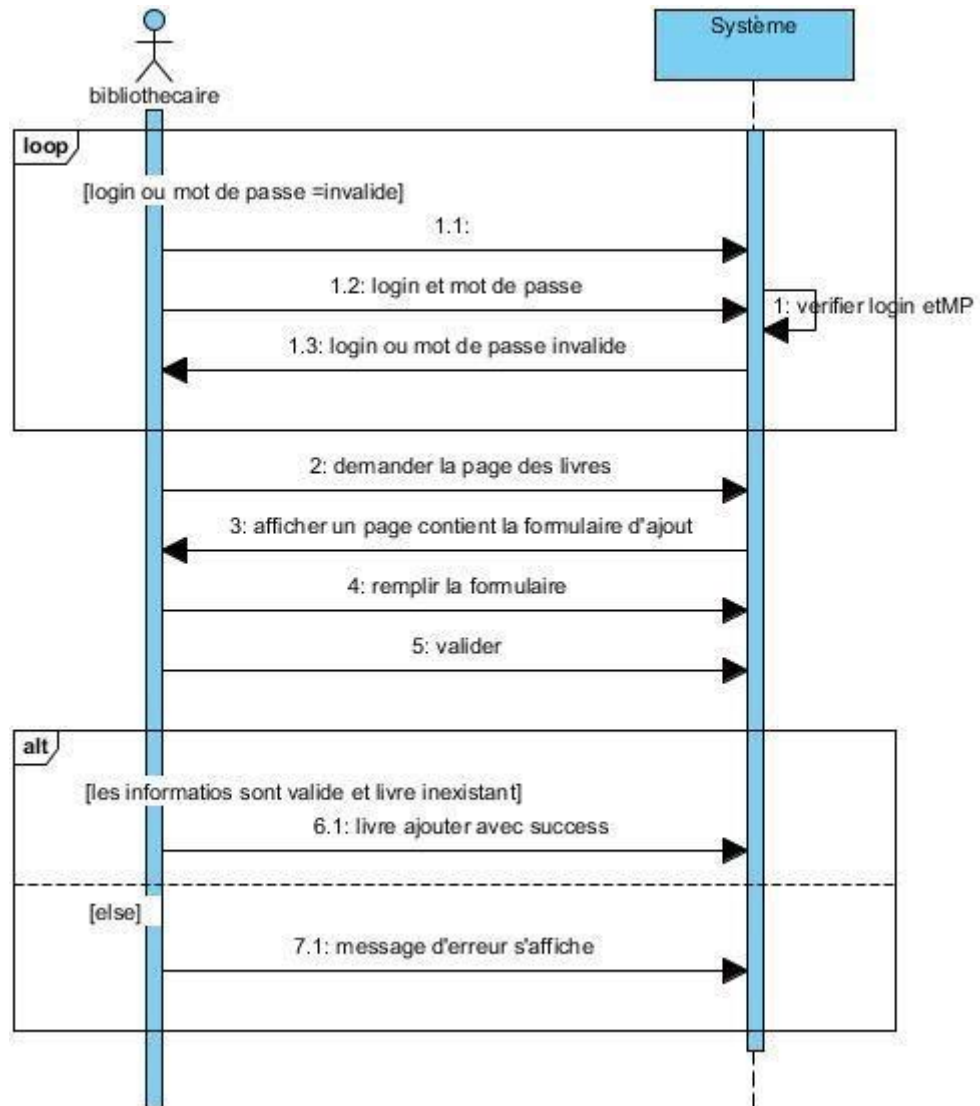 Système
bibliothecaire
loop
[login ou mot de passe =invalide]
1.1:
1.2: login et mot de passe
1: verifier login etMP
1.3: login ou mot de passe invalide
2: demander la page des livres
3: afficher un page contient la formulaire d'ajout
4: remplir la formulaire
5: valider
alt
[les informatios sont valide et livre inexistant]
6.1: livre ajouter avec success
[else]
7.1: message d'erreur s'affiche